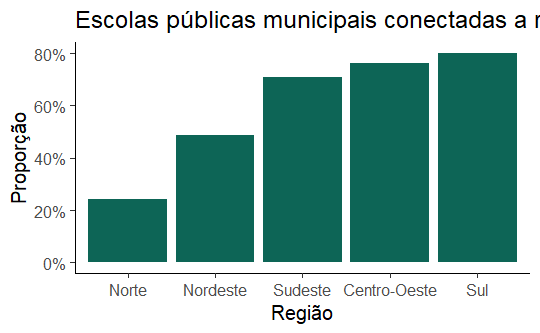 Escolas públicas municipais conectadas a
80%
60%
40%
20%
0%
Proporção
Norte Nordeste Sudeste Centro-Oeste Sul
Região